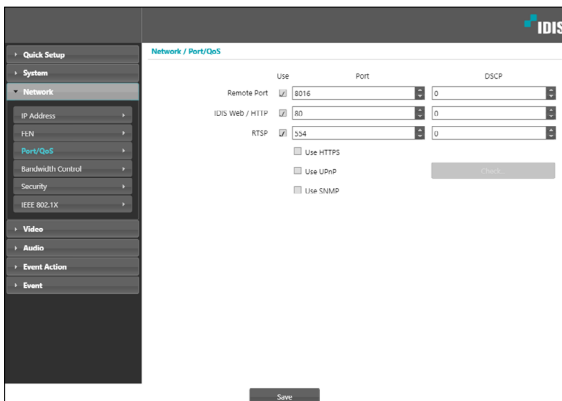 IDIS
Network / Port/QoS
Quick Setup
System
Network
IP Address
FEN
Port/QoS
Bandwidth Control
Security
IEEE 802.1X
Video
Audio
Event Action
Event
Use Port DSCP
Remote Port 8016 0
IDIS Web / HTTP 80 0
RTSP 554 0
Use HTTPS
Use UPnP Check..
Use SNMP
Save